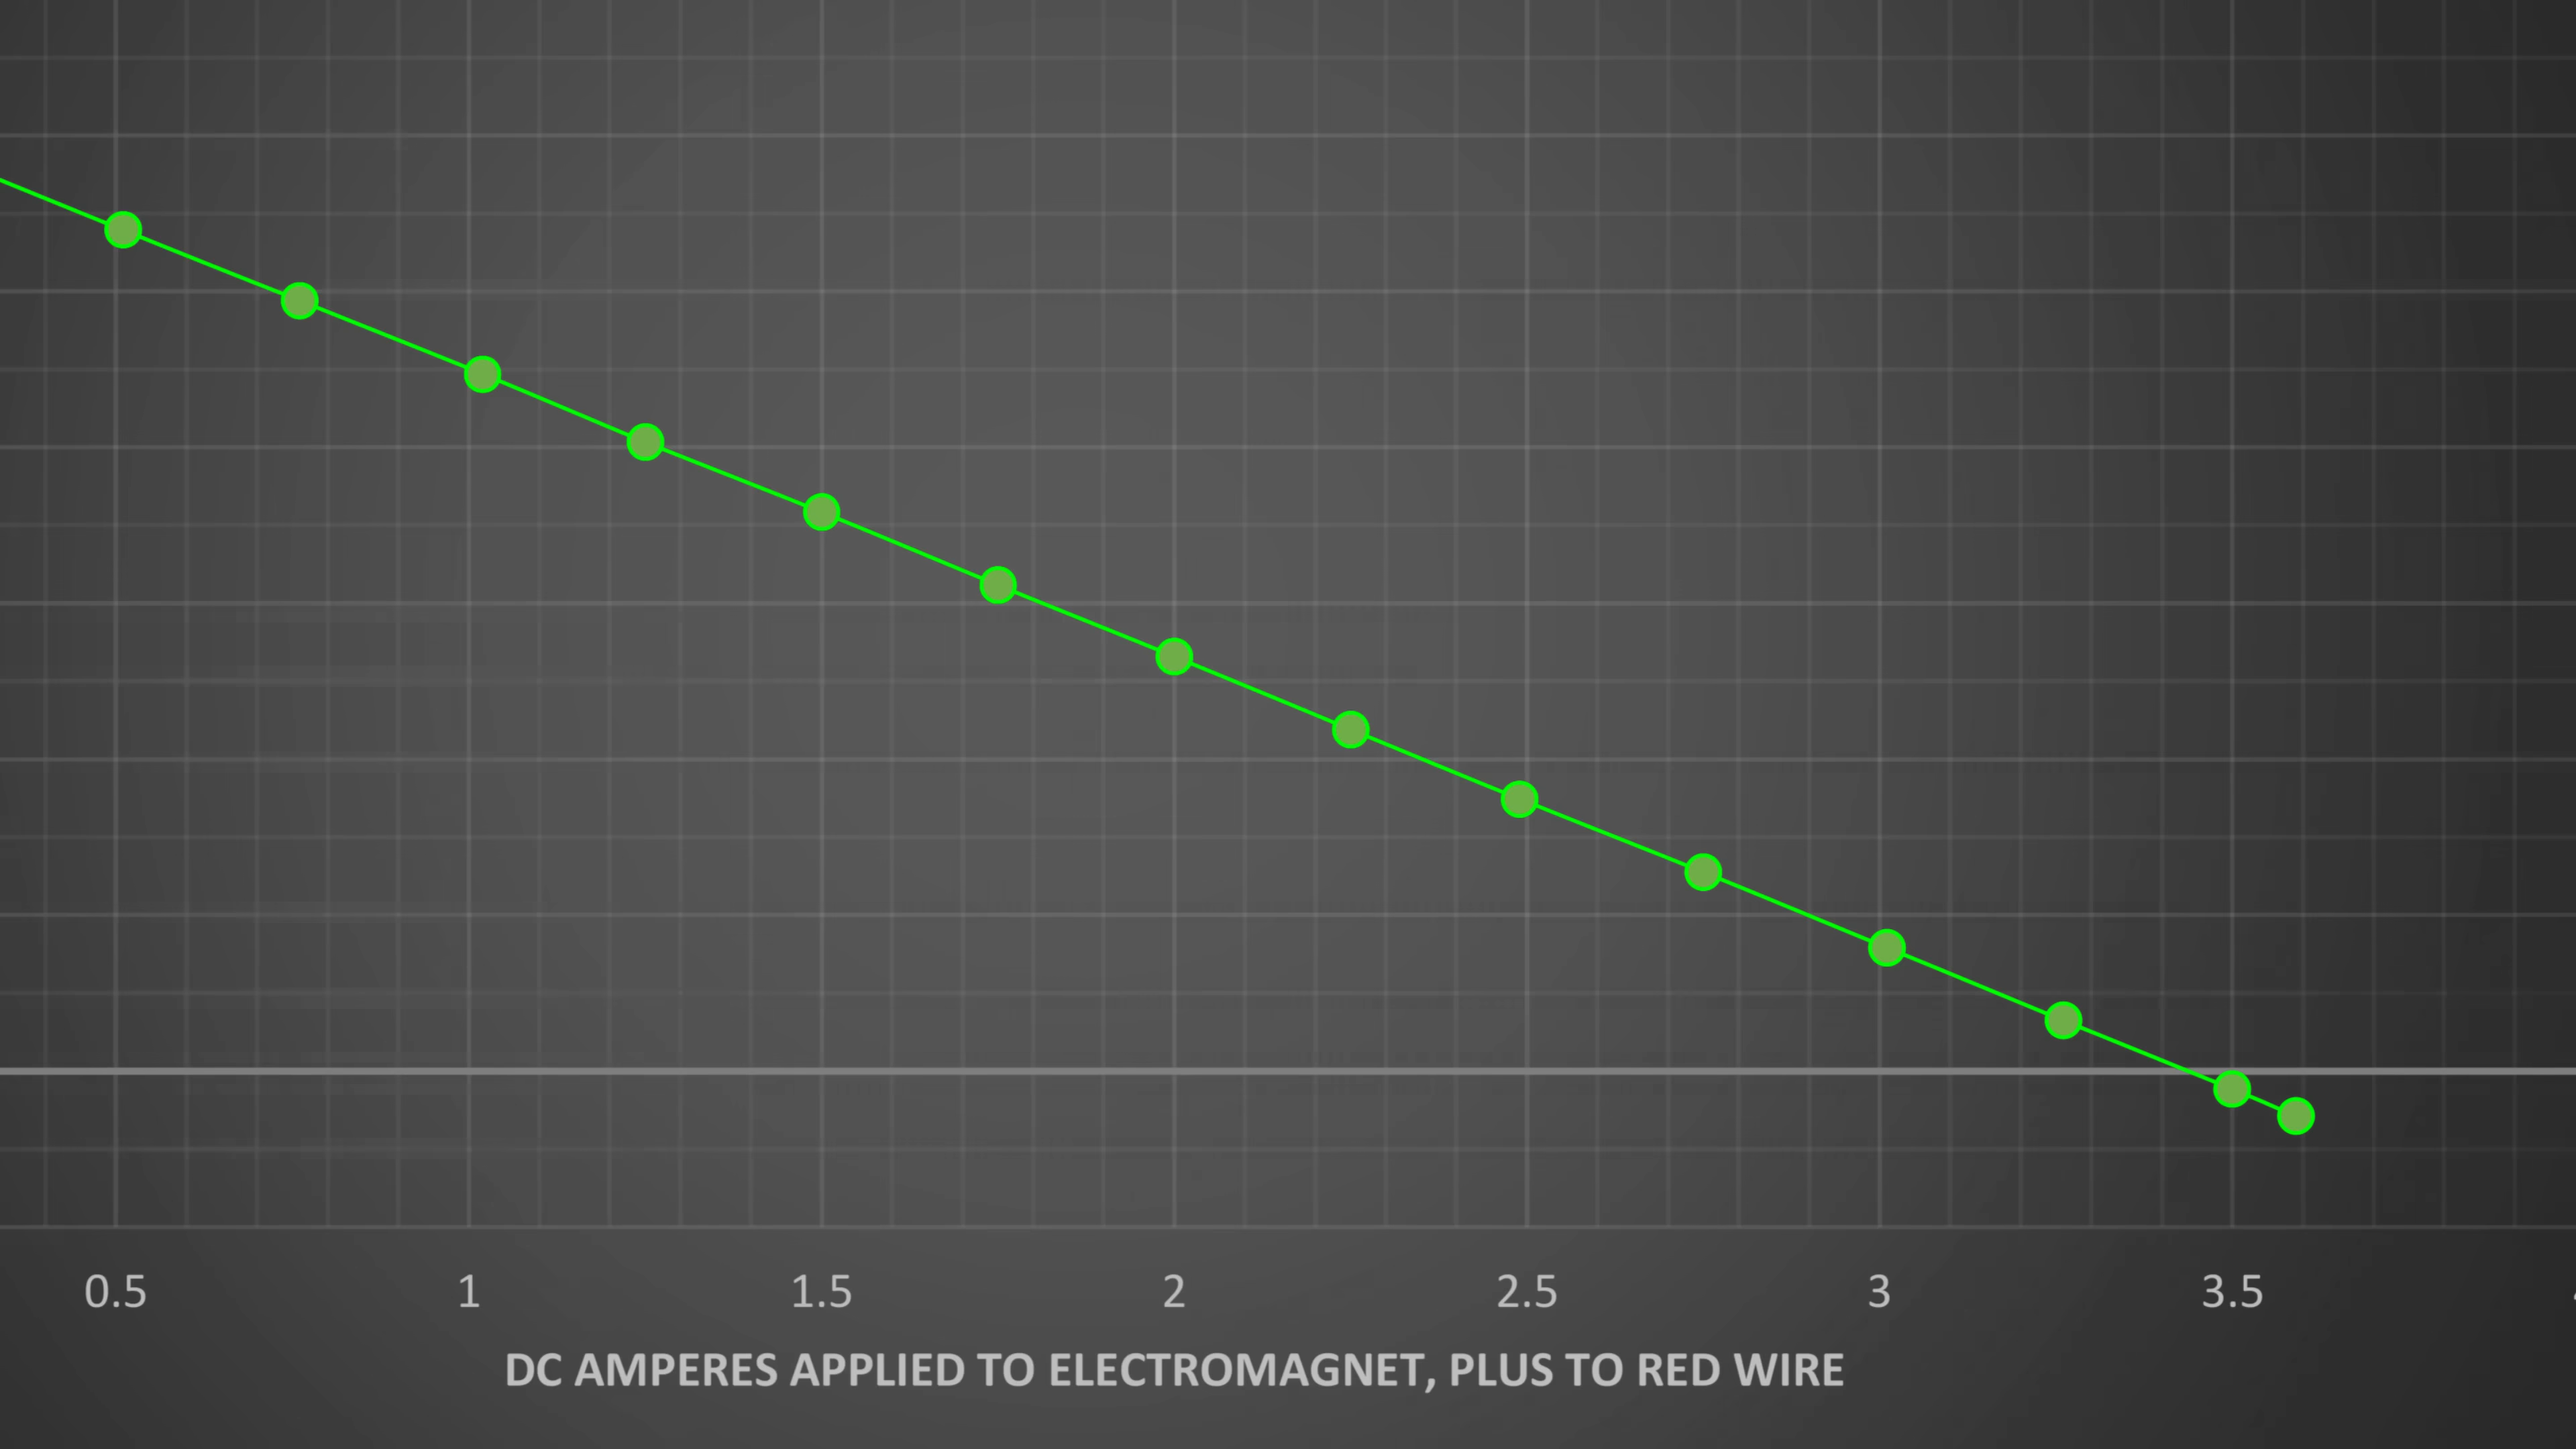 0.5 1 1.5 2 2.5 3 3.5
DC AMPERES APPLIED TO ELECTROMAGNET, PLUS TO RED WIRE